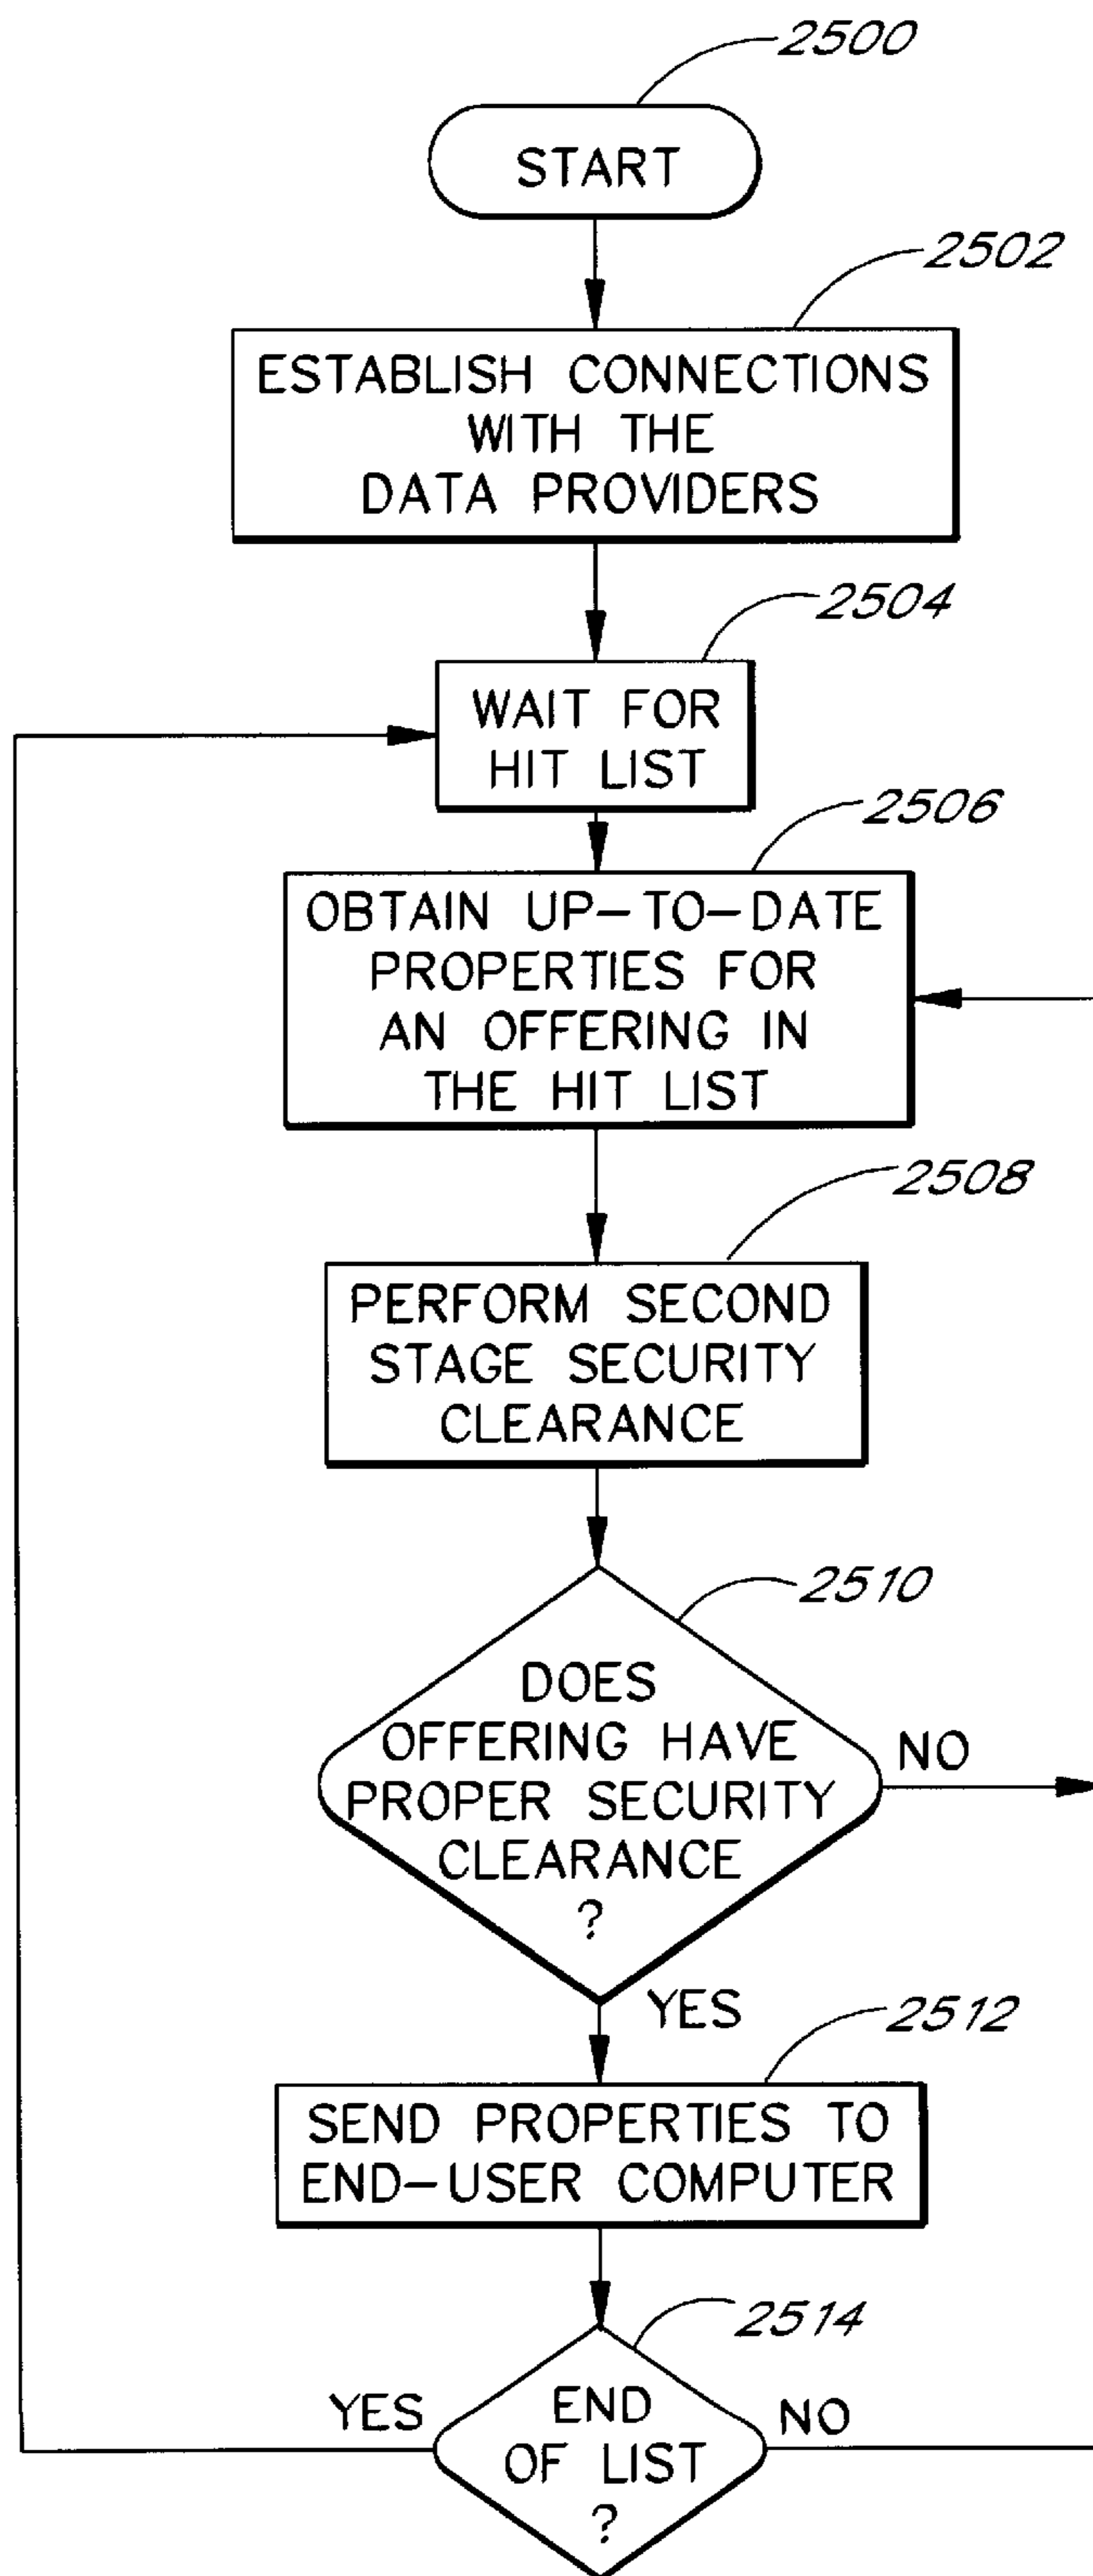 2500
START
2502
ESTABLISH CONNECTIONS
WITH THE
DATA PROVIDERS
2504
WAIT FOR
HIT LIST
2506
OBTAIN UP-TO-DATE
PROPERTIES FOR
AN OFFERING IN
THE HIT LIST
2508
PERFORM SECOND
STAGE SECURITY
CLEARANCE
2510
DOES
OFFERING HAVE
PROPER SECURITY
CLEARANCE
?
NO
YES
2512
SEND PROPERTIES TO
END-USER COMPUTER
2514
YES
END
OF LIST
?
NO